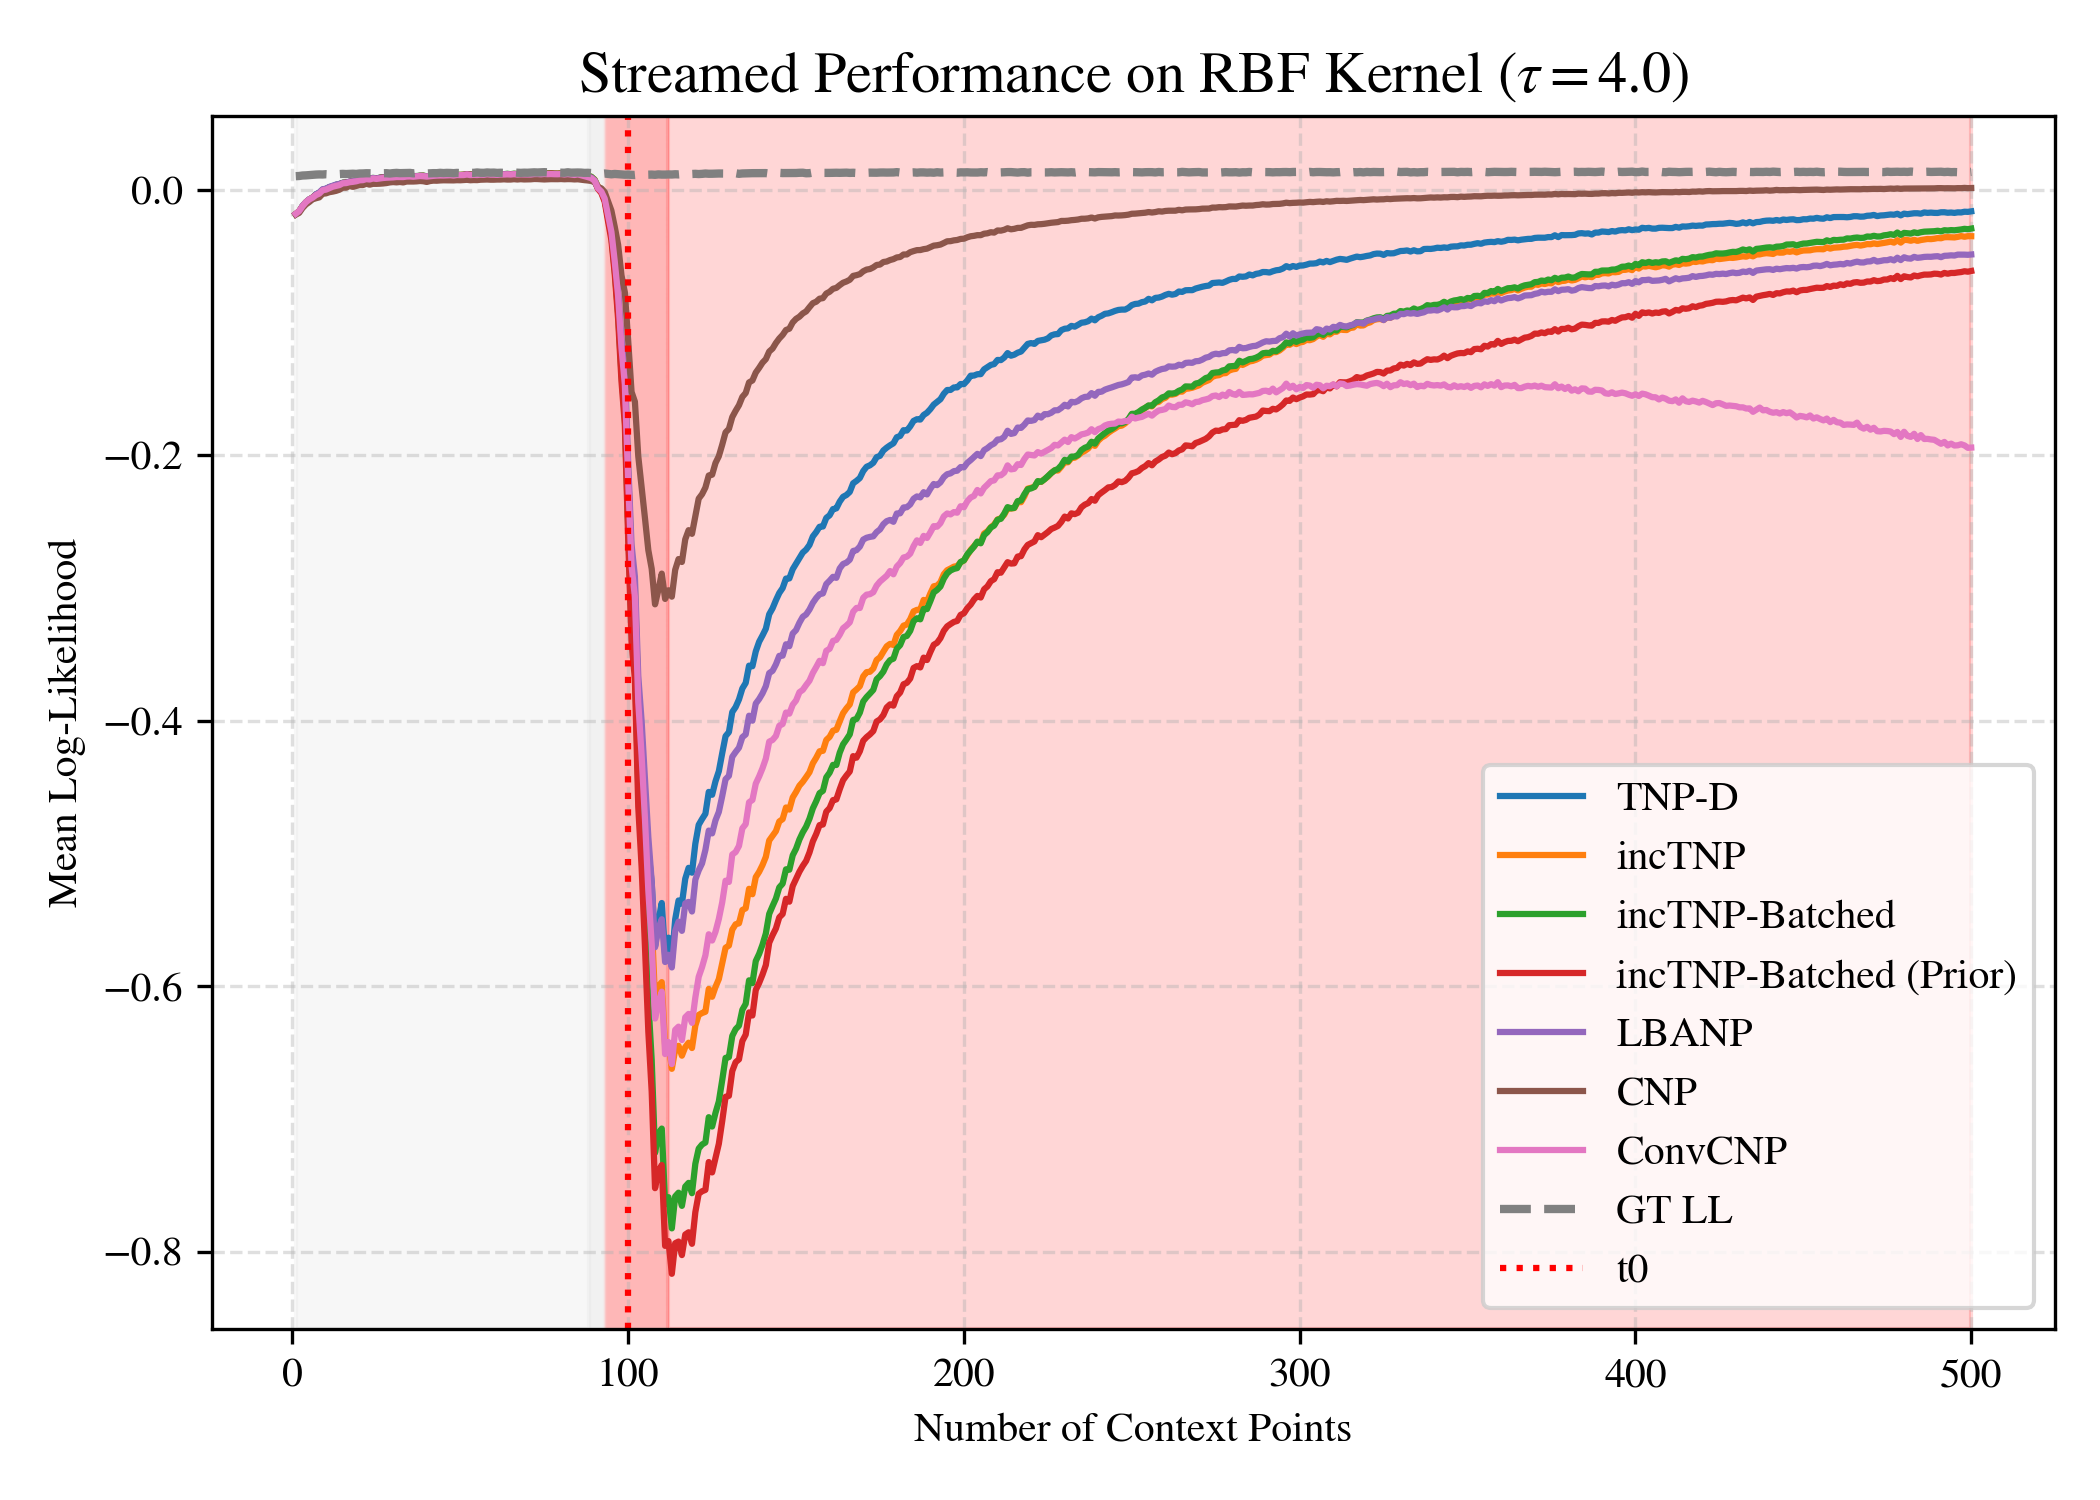 Streamed Performance on RBF Kernel (τ = 4.0)
Mean Log-Likelihood
0.0
−0.2
−0.4
−0.6
−0.8
TNP-D
incTNP
incTNP-Batched
incTNP-Batched (Prior)
LBANP
CNP
ConvCNP
GT LL
t0
0 100 200 300 400 500
Number of Context Points